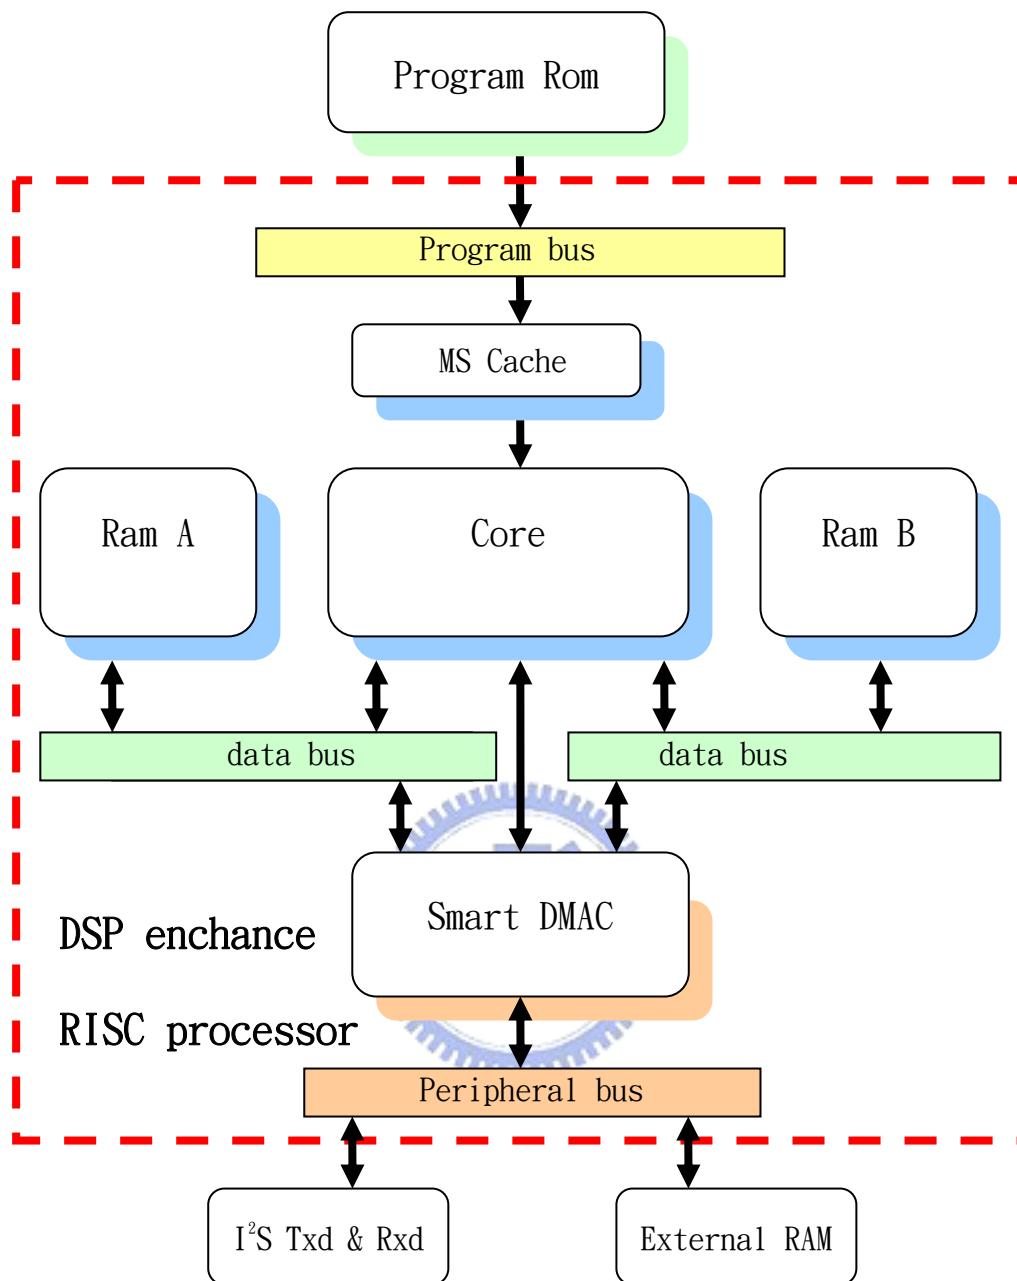 Program Rom
Program bus
MS Cache
Ram A
Core
Ram B
data bus
data bus
Smart DMAC
DSP enchance
RISC processor
Peripheral bus
I²S Txd & Rxd
External RAM